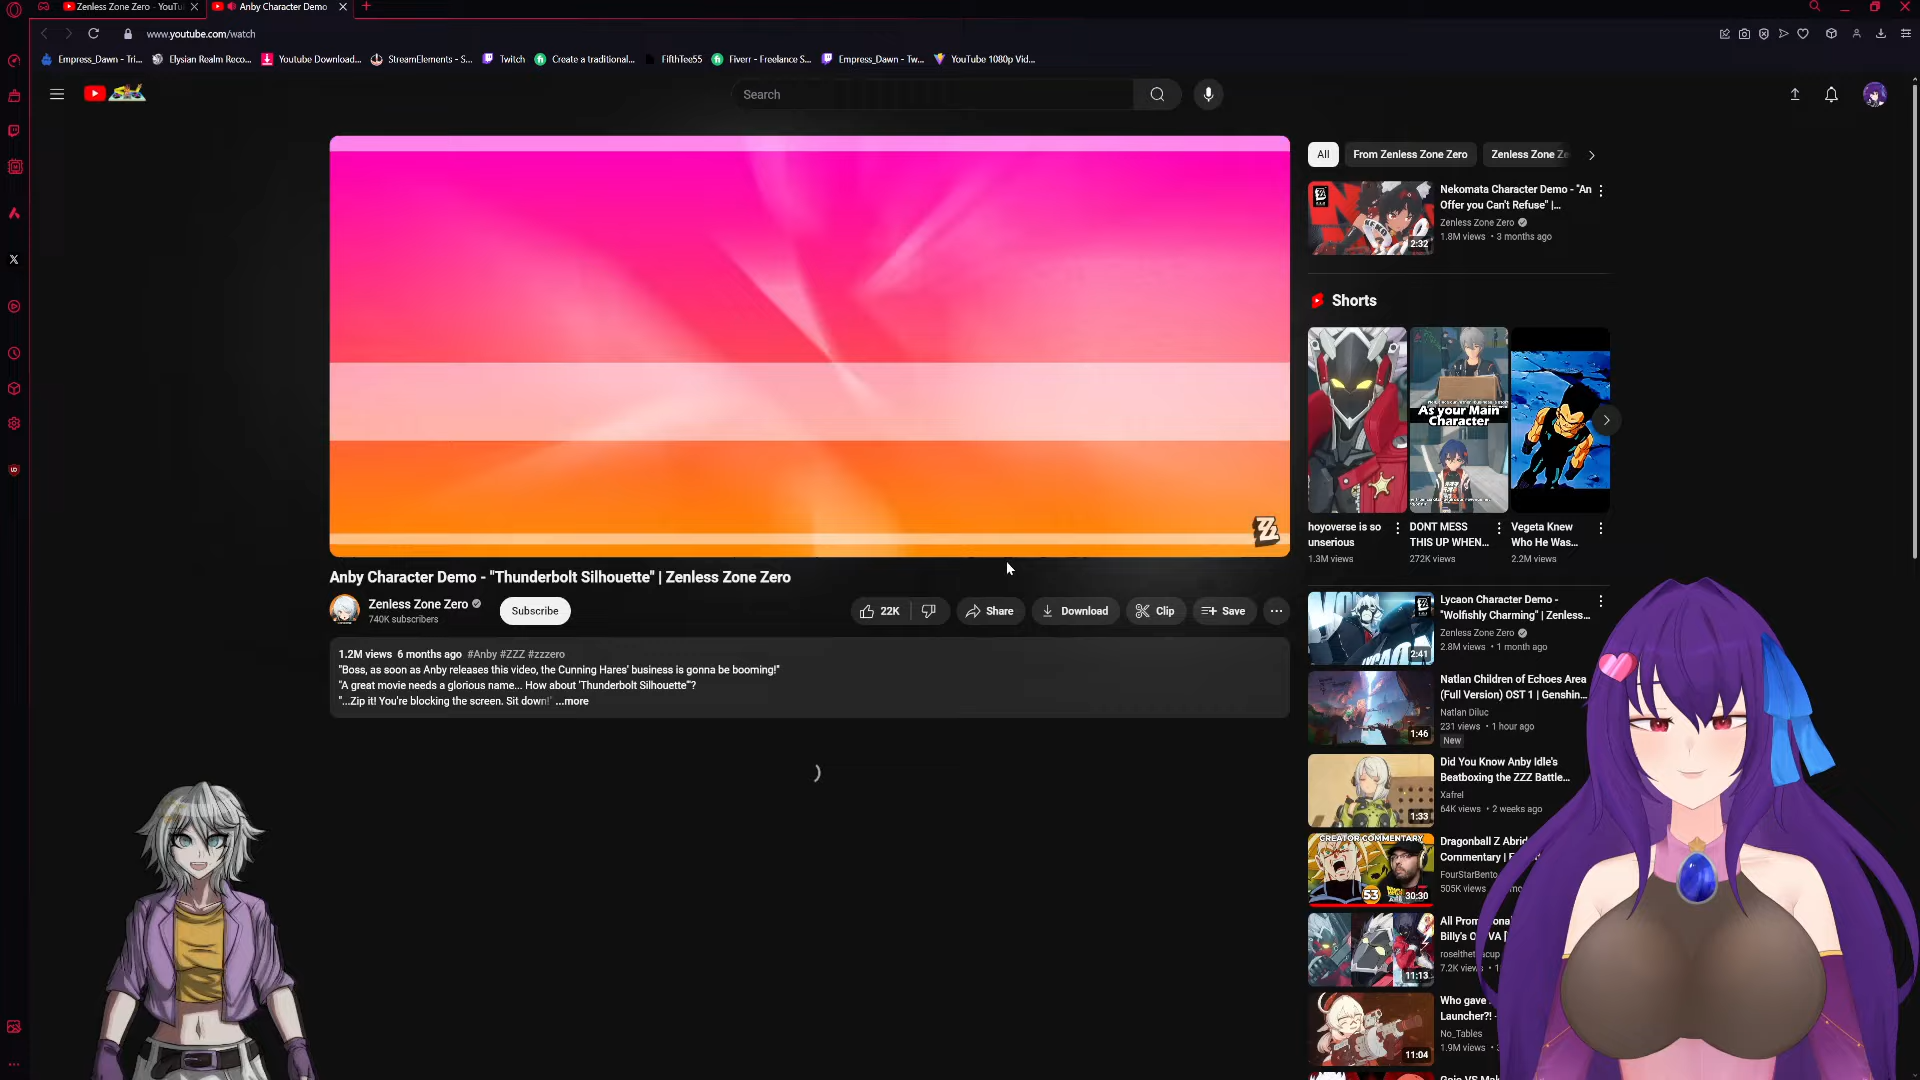 Zenless Zone Zero - YouTu
Anby Character Demo
www.youtube.com/watch
Empress_Dawn - Tri...
Elysian Realm Reco...
Youtube Download...
StreamElements - S...
Twitch
Create a traditional...
FifthTee55
Fiverr - Freelance S...
Empress_Dawn - Tw...
YouTube 1080p Vid...
Search
All
From Zenless Zone Zero
Zenless Zone Ze
Nekomata Character Demo - "An
Offer you Can't Refuse" |...
Zenless Zone Zero
1.8M views • 3 months ago
2:32
Shorts
As your Main
Character
hoyoverse is so
unserious
1.3M views
DONT MESS
THIS UP WHEN...
272K views
Vegeta Knew
Who He Was...
2.2M views
Anby Character Demo - "Thunderbolt Silhouette" | Zenless Zone Zero
Zenless Zone Zero
740K subscribers
Subscribe
22K
Share
Download
Clip
Save
1.2M views 6 months ago #Anby #ZZZ #zzzero
"Boss, as soon as Anby releases this video, the Cunning Hares' business is gonna be booming!"
"A great movie needs a glorious name... How about 'Thunderbolt Silhouette'"?
"...Zip it! You're blocking the screen. Sit down!" ...more
Lycaon Character Demo -
"Wolfishly Charming" | Zenless...
Zenless Zone Zero
2.8M views • 1 month ago
2:41
Natlan Children of Echoes Area
(Full Version) OST 1 | Genshin...
Natlan Diluc
231 views • 1 hour ago
New
1:46
Did You Know Anby Idle's
Beatboxing the ZZZ Battle...
Xafrel
64K views • 2 weeks ago
1:33
CREATOR COMMENTARY
53
30:30
Dragonball Z Abrid
Commentary |
FourStarBento
505K views
All Prom
Billy's
7.2K views
11:13
Who gave
Launcher?! -
No_Tables
1.9M views •
11:04